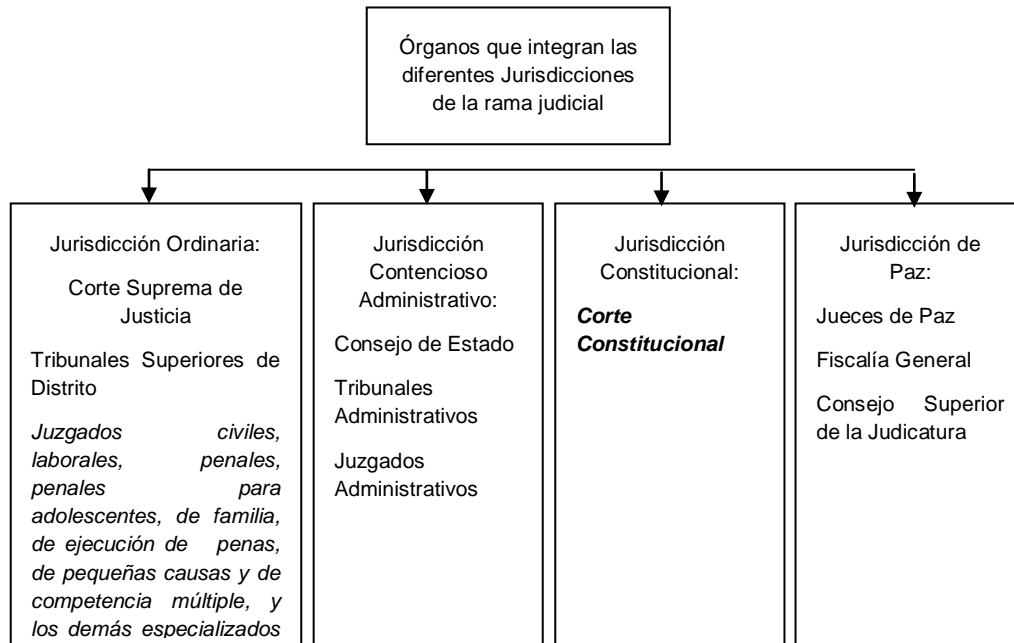 Órganos que integran las
diferentes Jurisdicciones
de la rama judicial
Jurisdicción Ordinaria:
Corte Suprema de
Justicia
Tribunales Superiores de
Distrito
Juzgados civiles,
laborales, penales,
penales para
adolescentes, de familia,
de ejecución de penas,
de pequeñas causas y de
competencia múltiple, y
los demás especializados
Jurisdicción
Contencioso
Administrativo:
Consejo de Estado
Tribunales
Administrativos
Juzgados
Administrativos
Jurisdicción
Constitucional:
Corte
Constitucional
Jurisdicción de
Paz:
Jueces de Paz
Fiscalía General
Consejo Superior
de la Judicatura